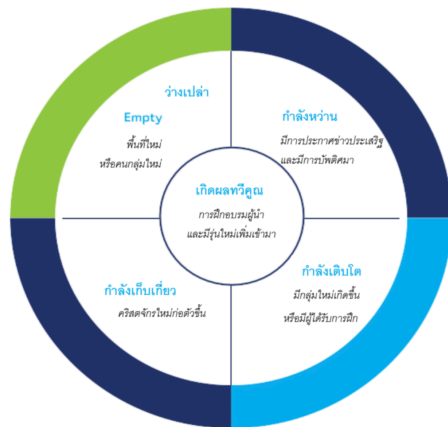 ว่างเปล่า
Empty
พื้นที่ใหม่
หรือคนกลุ่มใหม่
กำลังหว่าน
มีการประกาศข่าวประเสริฐ
และมีการบัพติศมา
เกิดผลทวีคูณ
การฝึกอบรมผู้นำ
และมีรุ่นใหม่เพิ่มเข้ามา
กำลังเก็บเกี่ยว
คริสตจักรใหม่ก่อตัวขึ้น
กำลังเติบโต
มีกลุ่มใหม่เกิดขึ้น
หรือมีผู้ได้รับการฝึก